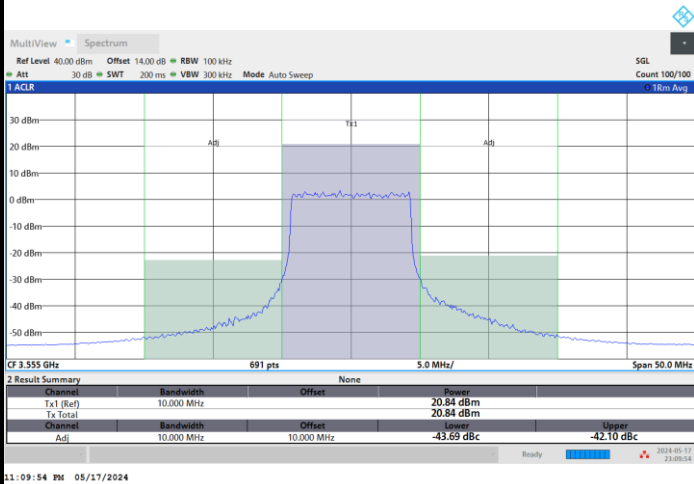 MultiView Spectrum
Ref Level 40.00 dBm Offset 14.00 dB RBW 100 kHz SGL
Att 30 dB SWT 200 ms VBW 300 kHz Mode Auto Sweep Count 100/100
1 ACLR 1Rm Avg
Tx1
Adj Adj
30 dBm
20 dBm
10 dBm
0 dBm
-10 dBm
-20 dBm
-30 dBm
-40 dBm
-50 dBm
CF 3.555 GHz 691 pts 5.0 MHz/ Span 50.0 MHz
2 Result Summary None
Channel Bandwidth Offset Power
Tx1 (Ref) 10.000 MHz 20.84 dBm
Tx Total 20.84 dBm
Channel Bandwidth Offset Lower Upper
Adj 10.000 MHz 10.000 MHz -43.69 dBc -42.10 dBc
Ready 2024-05-17
23:09:54
11:09:54 PM 05/17/2024